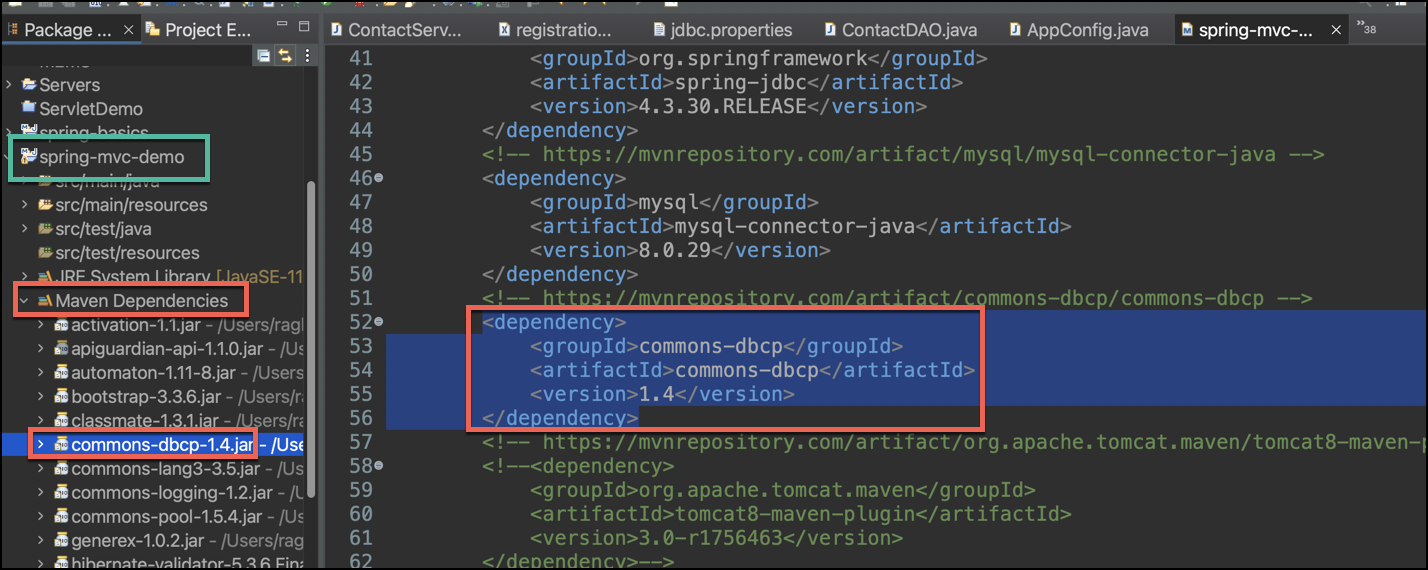 Package ...
Project E...
ContactServ...
registratio...
jdbc.properties
ContactDAO.java
AppConfig.java
spring-mvc-...
38
Servers
ServletDemo
spring-basics
spring-mvc-demo
src/main/java
src/main/resources
src/test/java
src/test/resources
JRE System Library [JavaSE-11
Maven Dependencies
activation-1.1.jar - /Users/ragl
apiguardian-api-1.1.0.jar - /Us
automaton-1.11-8.jar - /Users/
bootstrap-3.3.6.jar - /Users/ra
classmate-1.3.1.jar - /Users/ra
commons-dbcp-1.4.jar - /Use
commons-lang3-3.5.jar - /Use
commons-logging-1.2.jar - /Us
commons-pool-1.5.4.jar - /Us
generex-1.0.2.jar - /Users/rag
hibernate-validator-5.3.6.Fina
41 <groupId>org.springframework</groupId>
42 <artifactId>spring-jdbc</artifactId>
43 <version>4.3.30.RELEASE</version>
44 </dependency>
45 <!-- https://mvnrepository.com/artifact/mysql/mysql-connector-java -->
46 <dependency>
47 <groupId>mysql</groupId>
48 <artifactId>mysql-connector-java</artifactId>
49 <version>8.0.29</version>
50 </dependency>
51 <!-- https://mvnrepository.com/artifact/commons-dbcp/commons-dbcp -->
52 <dependency>
53 <groupId>commons-dbcp</groupId>
54 <artifactId>commons-dbcp</artifactId>
55 <version>1.4</version>
56 </dependency>
57 <!-- https://mvnrepository.com/artifact/org.apache.tomcat.maven/tomcat8-maven-p
58 <!--<dependency>
59 <groupId>org.apache.tomcat.maven</groupId>
60 <artifactId>tomcat8-maven-plugin</artifactId>
61 <version>3.0-r1756463</version>
62 </dependency>-->